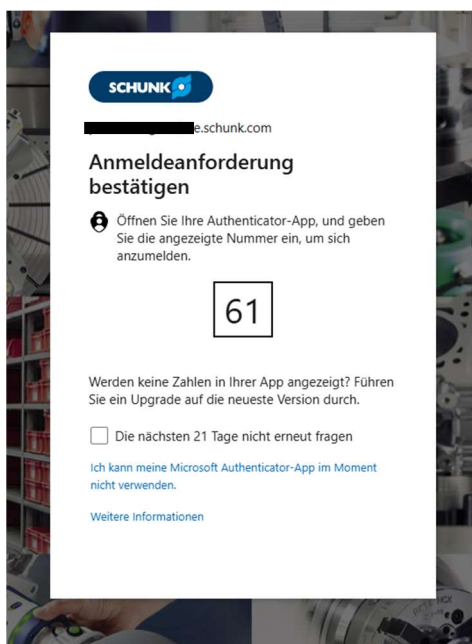 SCHUNK
e.schunk.com
Anmeldeanforderung
bestätigen
Öffnen Sie Ihre Authenticator-App, und geben
Sie die angezeigte Nummer ein, um sich
anzumelden.
61
Werden keine Zahlen in Ihrer App angezeigt? Führen
Sie ein Upgrade auf die neueste Version durch.
Die nächsten 21 Tage nicht erneut fragen
Ich kann meine Microsoft Authenticator-App im Moment
nicht verwenden.
Weitere Informationen